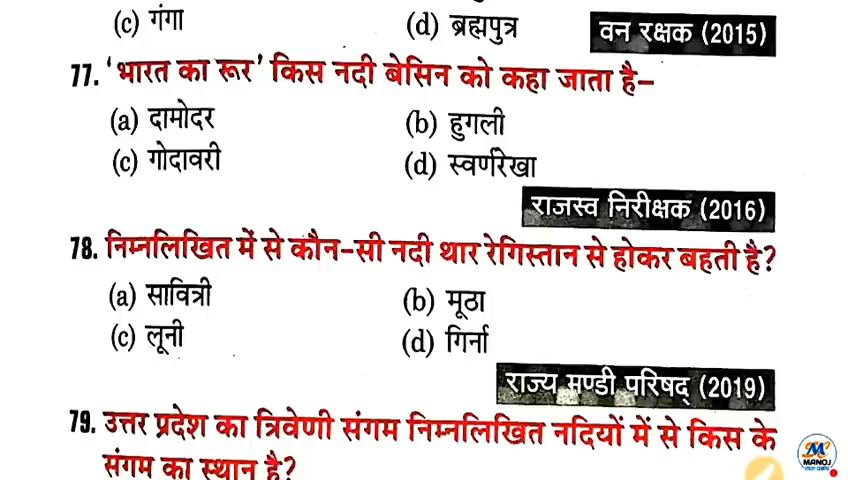 (c) गंगा (d) ब्रह्मपुत्र
वन रक्षक (2015)
77. 'भारत का रूर' किस नदी बेसिन को कहा जाता है–
(a) दामोदर (b) हुगली
(c) गोदावरी (d) स्वर्णरेखा
राजस्व निरीक्षक (2016)
78. निम्नलिखित में से कौन-सी नदी थार रेगिस्तान से होकर बहती है?
(a) सावित्री (b) मूठा
(c) लूनी (d) गिर्ना
राज्य मण्डी परिषद् (2019)
79. उत्तर प्रदेश का त्रिवेणी संगम निम्नलिखित नदियों में से किस के
संगम का स्थान है?
MANOJ